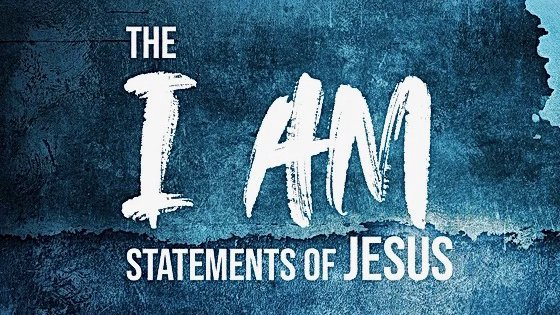 THE
I AM
STATEMENTS OF JESUS